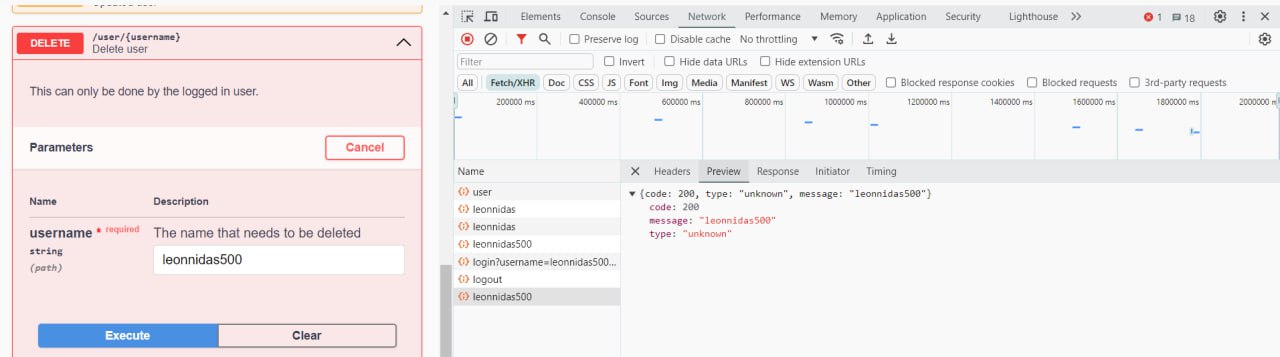 Updated user
DELETE /user/{username}
Delete user
This can only be done by the logged in user.
Parameters
Cancel
Name Description
username * required The name that needs to be deleted
string
(path)
leonnidas500
Execute Clear
Elements Console Sources Network Performance Memory Application Security Lighthouse 1 18
Preserve log Disable cache No throttling
Filter Invert Hide data URLs Hide extension URLs
All Fetch/XHR Doc CSS JS Font Img Media Manifest WS Wasm Other Blocked response cookies Blocked requests 3rd-party requests
200000 ms 400000 ms 600000 ms 800000 ms 1000000 ms 1200000 ms 1400000 ms 1600000 ms 1800000 ms 2000000 m
Name
user
leonnidas
leonnidas
leonnidas500
login?username=leonnidas500...
logout
leonnidas500
Headers Preview Response Initiator Timing
{code: 200, type: "unknown", message: "leonnidas500"}
code: 200
message: "leonnidas500"
type: "unknown"